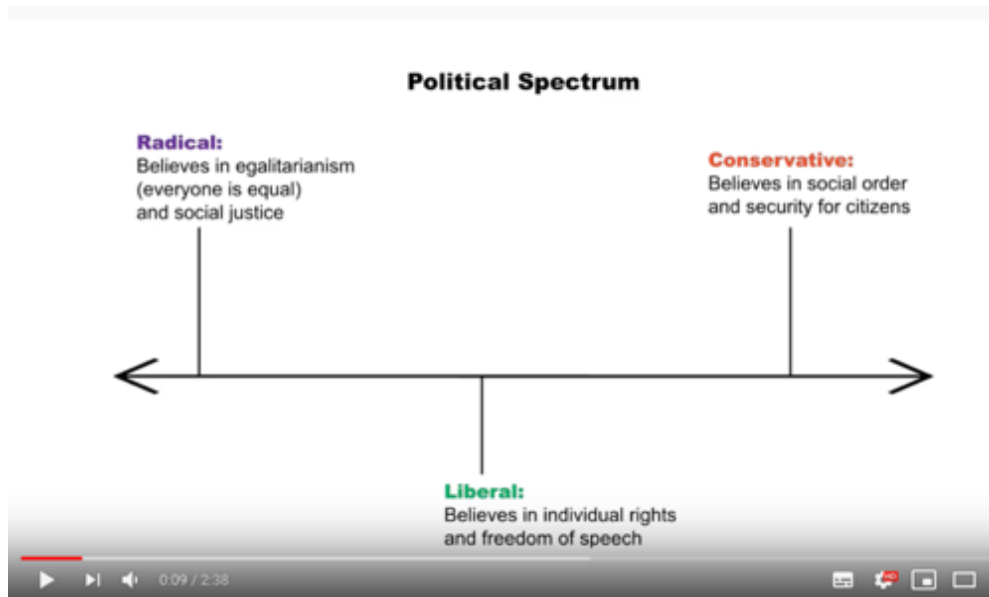 Political Spectrum
Radical:
Believes in egalitarianism
(everyone is equal)
and social justice
Conservative:
Believes in social order
and security for citizens
Liberal:
Believes in individual rights
and freedom of speech
0:09 / 2:38
HD